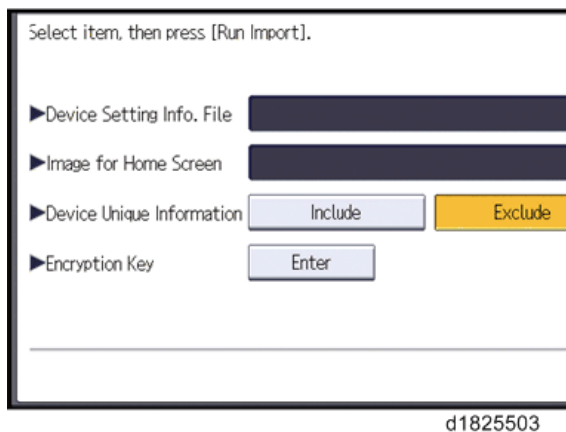 Select item, then press [Run Import].
▶Device Setting Info. File
▶Image for Home Screen
▶Device Unique Information Include Exclude
▶Encryption Key Enter
d1825503